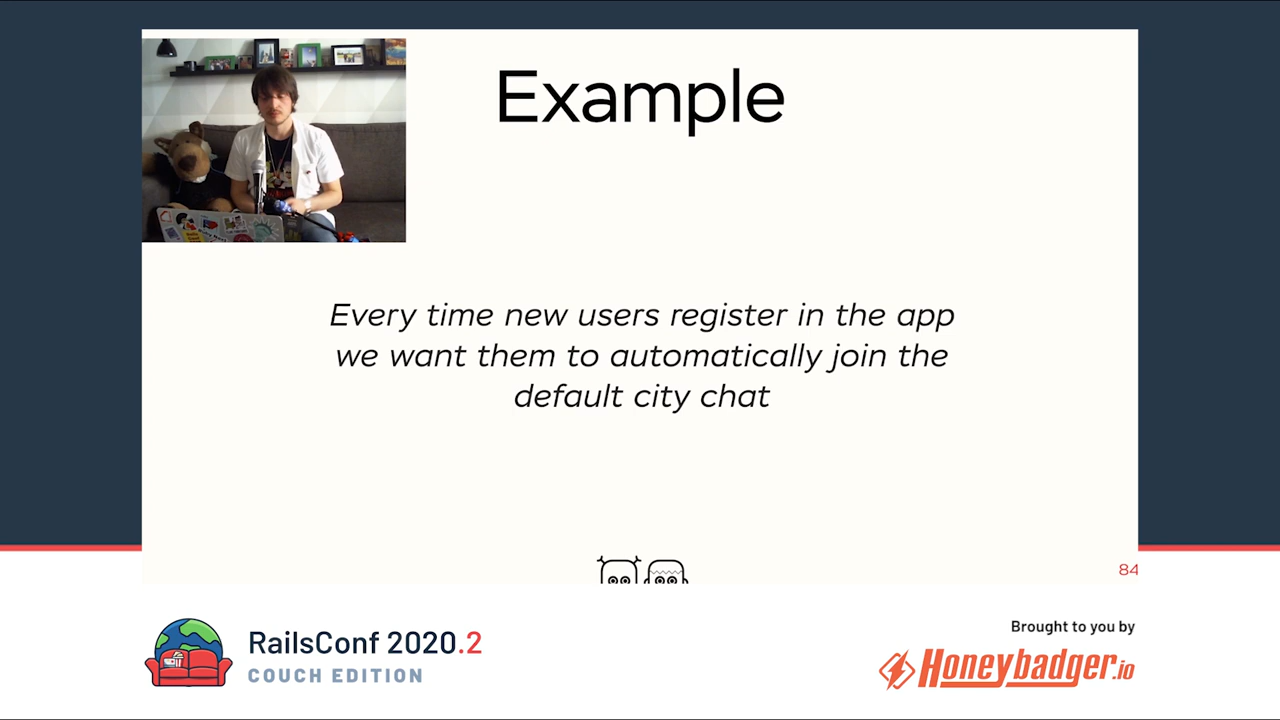 Example
Every time new users register in the app
we want them to automatically join the
default city chat
84
RailsConf 2020.2
COUCH EDITION
Brought to you by
Honeybadger.io